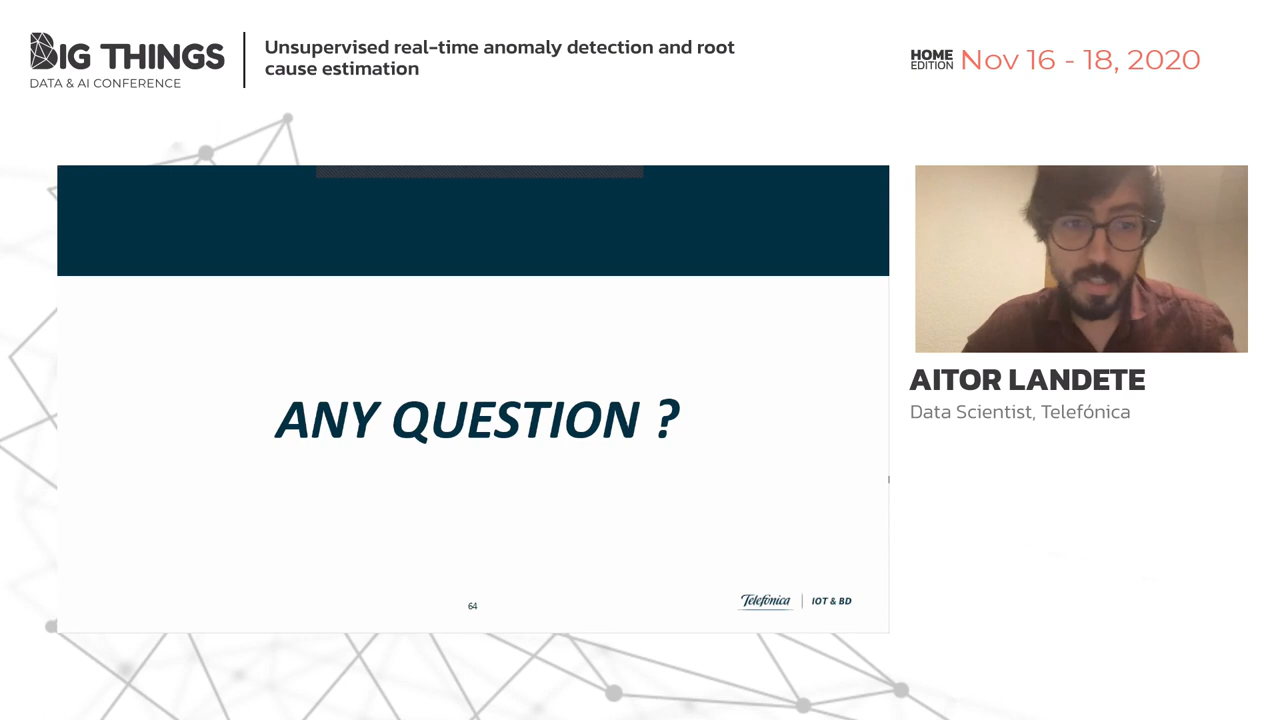 BIG THINGS
DATA & AI CONFERENCE
Unsupervised real-time anomaly detection and root
cause estimation
HOME
EDITION
Nov 16 - 18, 2020
ANY QUESTION ?
64
Telefónica
IOT & BD
AITOR LANDETE
Data Scientist, Telefónica